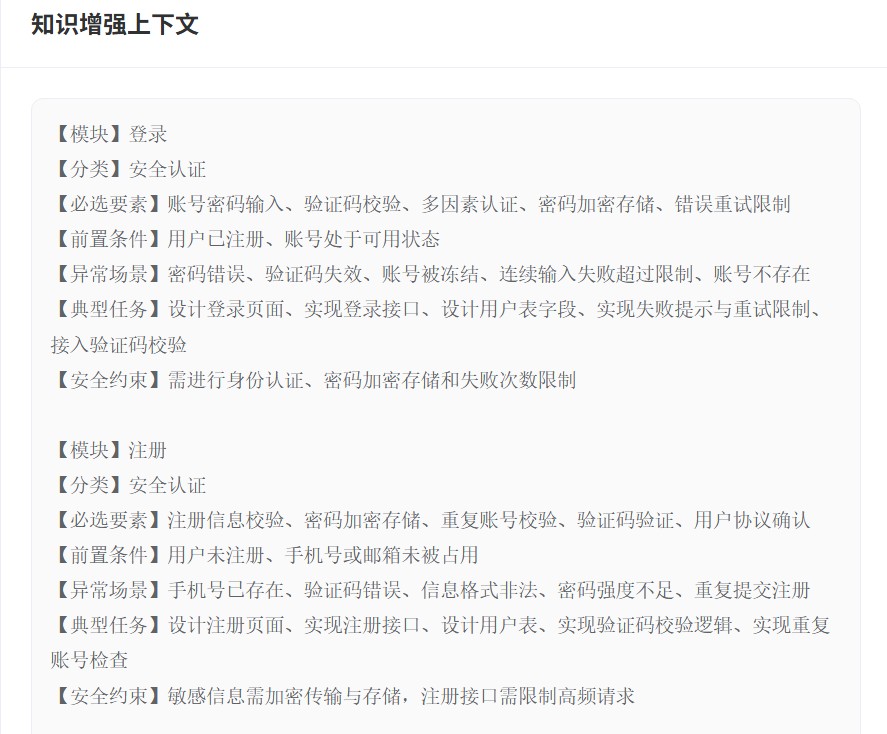 知识增强上下文
【模块】登录
【分类】安全认证
【必选要素】账号密码输入、验证码校验、多因素认证、密码加密存储、错误重试限制
【前置条件】用户已注册、账号处于可用状态
【异常场景】密码错误、验证码失效、账号被冻结、连续输入失败超过限制、账号不存在
【典型任务】设计登录页面、实现登录接口、设计用户表字段、实现失败提示与重试限制、
接入验证码校验
【安全约束】需进行身份认证、密码加密存储和失败次数限制
【模块】注册
【分类】安全认证
【必选要素】注册信息校验、密码加密存储、重复账号校验、验证码验证、用户协议确认
【前置条件】用户未注册、手机号或邮箱未被占用
【异常场景】手机号已存在、验证码错误、信息格式非法、密码强度不足、重复提交注册
【典型任务】设计注册页面、实现注册接口、设计用户表、实现验证码校验逻辑、实现重复
账号检查
【安全约束】敏感信息需加密传输与存储，注册接口需限制高频请求